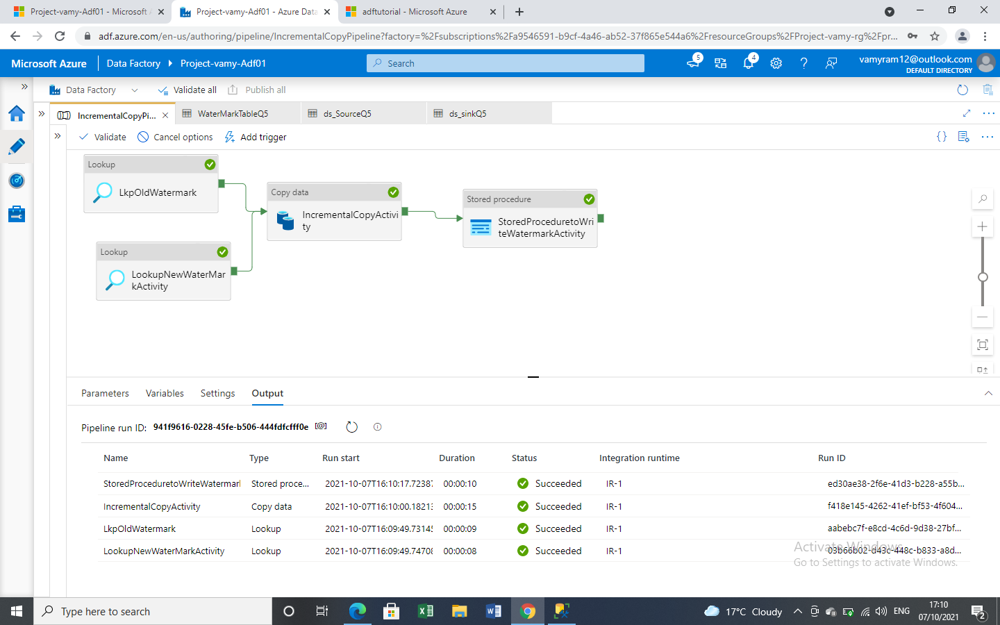 Project-vamy-Adf01 - Microsoft A
Project-vamy-Adf01 - Azure Data
adftutorial - Microsoft Azure
adf.azure.com/en-us/authoring/pipeline/IncrementalCopyPipeline?factory=%2Fsubscriptions%2Fa9546591-b9cf-4a46-ab52-37f865e544a6%2FresourceGroups%2FProject-vamy-rg%2Fpr...
Microsoft Azure
Data Factory
Project-vamy-Adf01
Search
5
4
vamyram12@outlook.com
DEFAULT DIRECTORY
Data Factory
Validate all
Publish all
IncrementalCopyPi...
WaterMarkTableQ5
ds_SourceQ5
ds_sinkQ5
Validate
Cancel options
Add trigger
Lookup
LkpOldWatermark
Copy data
IncrementalCopyActivi
ty
Stored procedure
StoredProceduretoWri
teWatermarkActivity
Lookup
LookupNewWaterMar
kActivity
Parameters
Variables
Settings
Output
Pipeline run ID: 941f9616-0228-45fe-b506-444fdfcfff0e
Name Type Run start Duration Status Integration runtime Run ID
StoredProceduretoWriteWatermarl Stored proce... 2021-10-07T16:10:17.7238 00:00:10 Succeeded IR-1 ed30ae38-2f6e-41d3-b228-a55b...
IncrementalCopyActivity Copy data 2021-10-07T16:10:00.1821 00:00:15 Succeeded IR-1 f418e145-4262-41ef-bf53-4f604...
LkpOldWatermark Lookup 2021-10-07T16:09:49.7314 00:00:09 Succeeded IR-1 aabebc7f-e8cd-4c6d-9d38-27bf...
LookupNewWaterMarkActivity Lookup 2021-10-07T16:09:49.7470 00:00:08 Succeeded IR-1 03b66b02-d43c-448c-b833-a8d...
Activate Windows
Go to Settings to activate Windows.
Type here to search
17°C Cloudy
ENG
17:10
07/10/2021
2